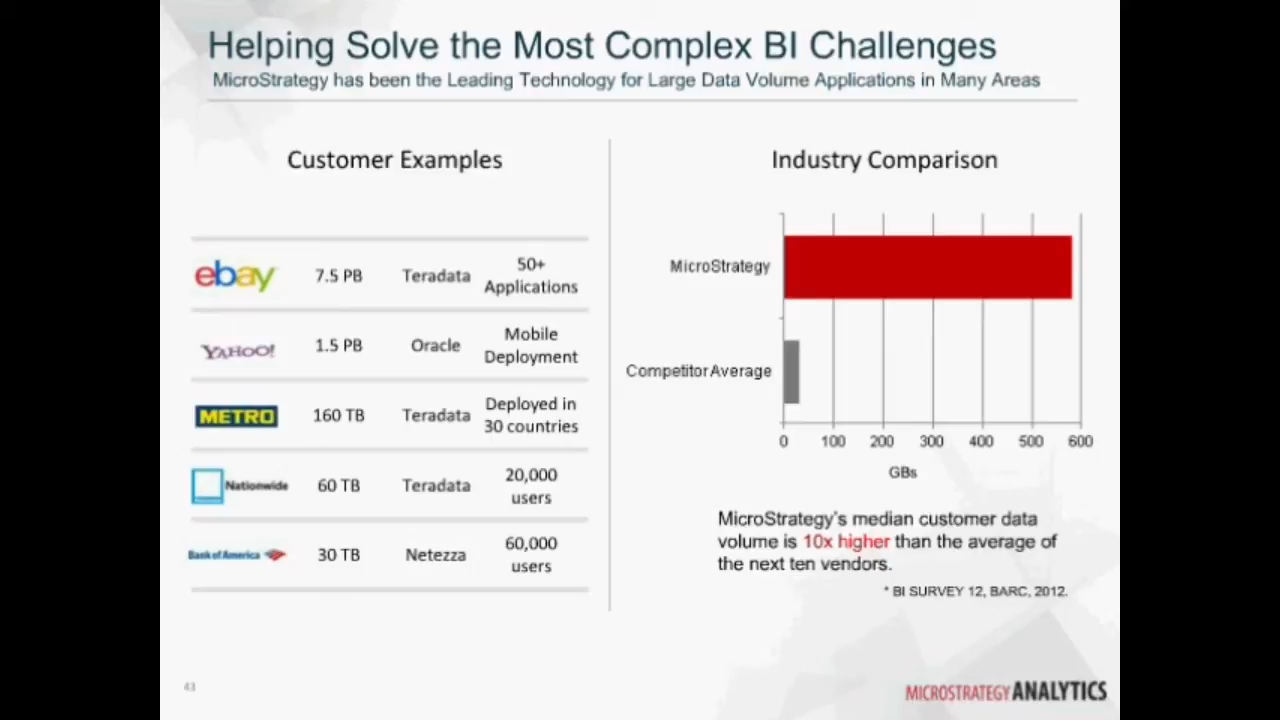 Helping Solve the Most Complex BI Challenges
MicroStrategy has been the Leading Technology for Large Data Volume Applications in Many Areas
Customer Examples
ebay 7.5 PB Teradata 50+
Applications
YAHOO! 1.5 PB Oracle Mobile
Deployment
METRO 160 TB Teradata Deployed in
30 countries
Nationwide 60 TB Teradata 20,000
users
Bank of America 30 TB Netezza 60,000
users
Industry Comparison
MicroStrategy
Competitor Average
0 100 200 300 400 500 600
GBs
MicroStrategy's median customer data
volume is 10x higher than the average of
the next ten vendors.
* BI SURVEY 12, BARC, 2012.
43
MICROSTRATEGY ANALYTICS